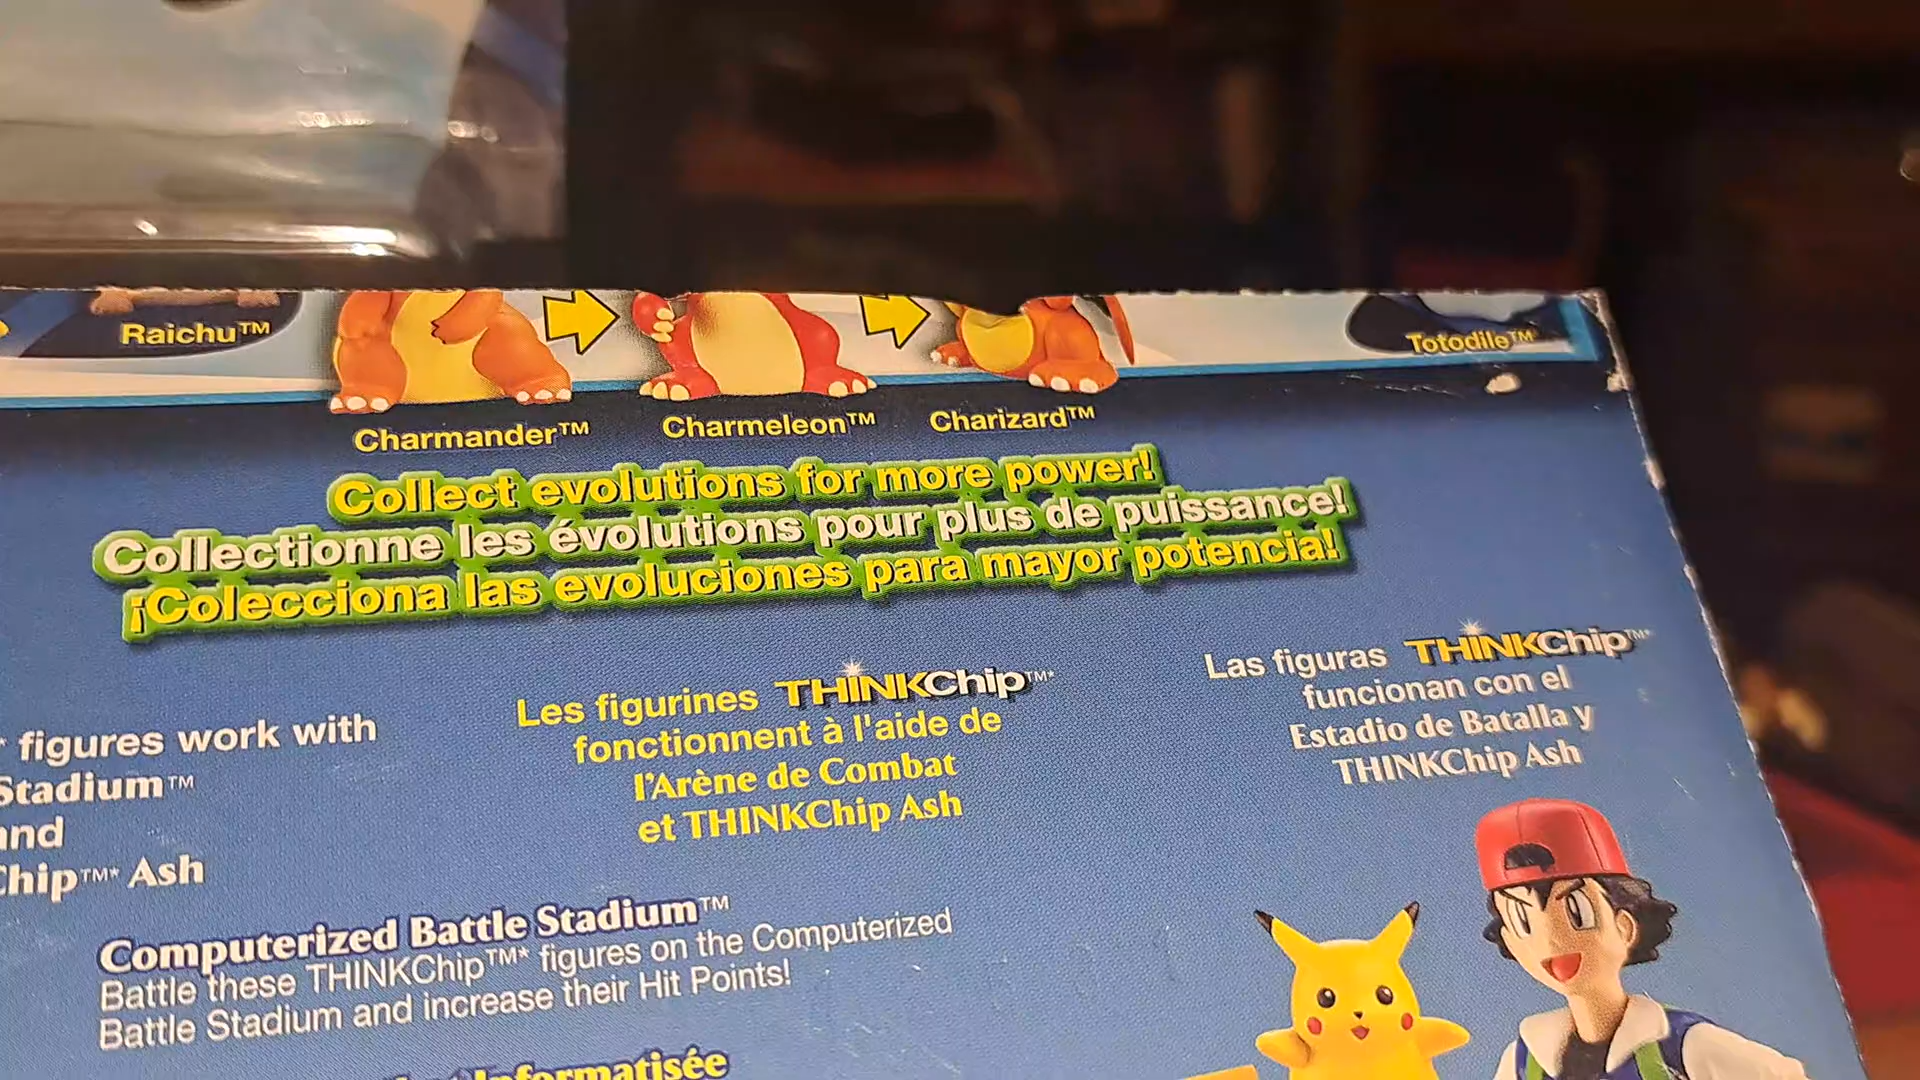 Raichu™
Totodile™
Charmander™
Charmeleon™
Charizard™
Collect evolutions for more power!
Collectionne les évolutions pour plus de puissance!
¡Colecciona las evoluciones para mayor potencia!
* figures work with
Stadium™
and
Chip™* Ash
Les figurines THINKChip™*
fonctionnent à l'aide de
l'Arène de Combat
et THINKChip Ash
Las figuras THINKChip™*
funcionan con el
Estadio de Batalla y
THINKChip Ash
Computerized Battle Stadium™
Battle these THINKChip™* figures on the Computerized
Battle Stadium and increase their Hit Points!
Informatisée